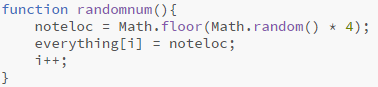 function randomnum(){
    noteloc = Math.floor(Math.random() * 4);
    everything[i] = noteloc;
    i++;
}